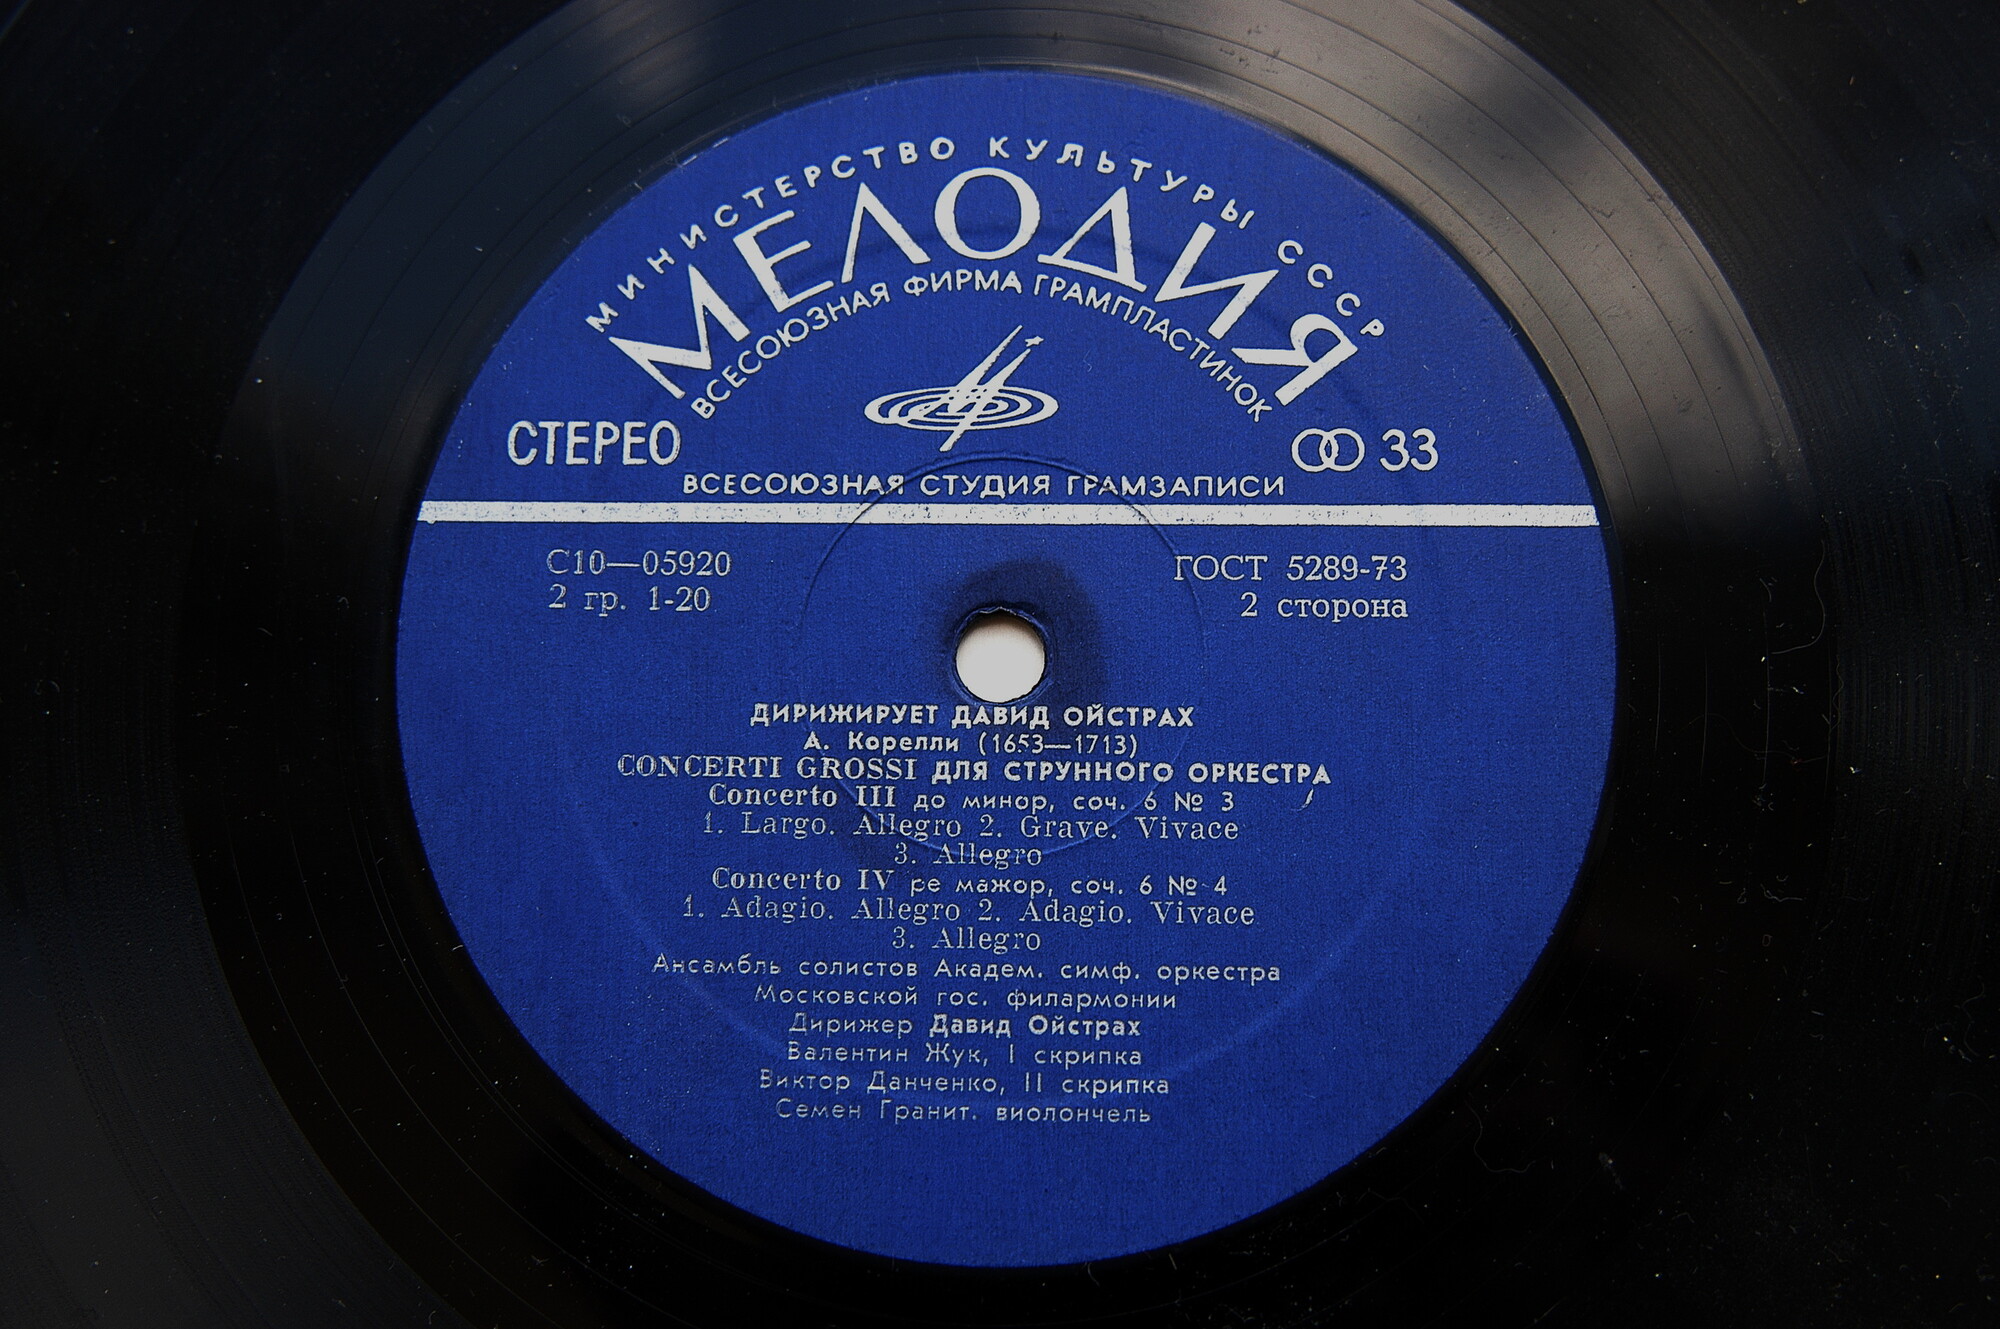 МИНИСТЕРСТВО КУЛЬТУРЫ СССР
МЕЛОДИЯ
ВСЕСОЮЗНАЯ ФИРМА ГРАМПЛАСТИНОК
СТЕРЕО
33
ВСЕСОЮЗНАЯ СТУДИЯ ГРАМЗАПИСИ
С10—05920
ГОСТ 5289-73
2 гр. 1-20
2 сторона
ДИРИЖИРУЕТ ДАВИД ОЙСТРАХ
А. Корелли (1653—1713)
CONCERTI GROSSI ДЛЯ СТРУННОГО ОРКЕСТРА
Concerto III до минор, соч. 6 № 3
1. Largo. Allegro 2. Grave. Vivace
3. Allegro
Concerto IV ре мажор, соч. 6 № 4
1. Adagio. Allegro 2. Adagio. Vivace
3. Allegro
Ансамбль солистов Академ. симф. оркестра
Московской гос. филармонии
Дирижер Давид Ойстрах
Валентин Жук, I скрипка
Виктор Данченко, II скрипка
Семен Гранит. виолончель